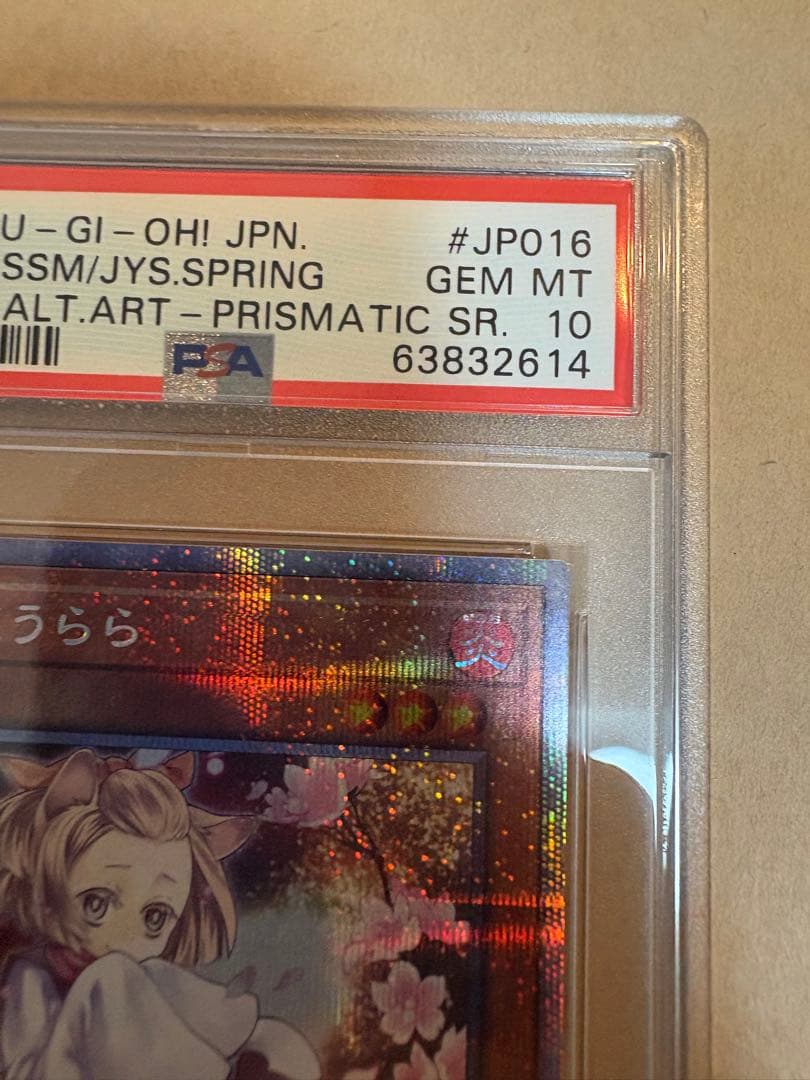 U-GI-OH! JPN. #JP016
SSM/JYS.SPRING GEM MT
ALT.ART-PRISMATIC SR. 10
PSA 63832614
うらら
炎